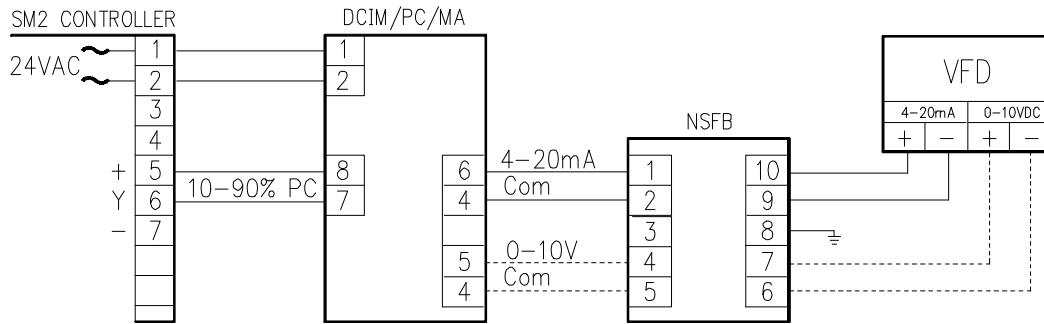 SM2 CONTROLLER
DCIM/PC/MA
24VAC
1
2
3
4
+ 5
Y 6
- 7
1
2
8
7
10-90% PC
6
4
5
4
4-20mA
Com
0-10V
Com
NSFB
1
2
3
4
5
10
9
8
7
6
VFD
4-20mA 0-10VDC
+ - + -